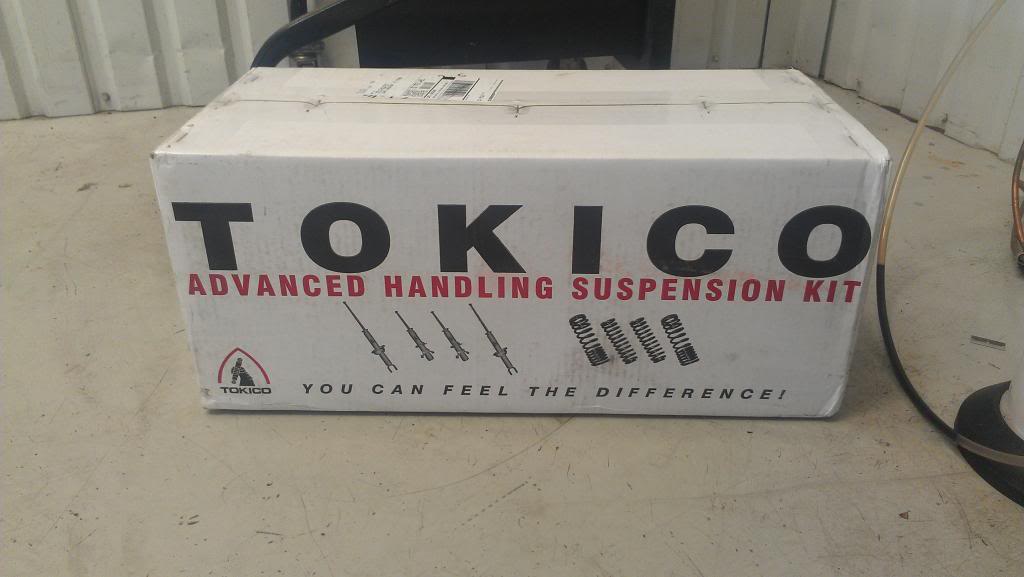 TOKICO
ADVANCED HANDLING SUSPENSION KIT
TOKICO
YOU CAN FEEL THE DIFFERENCE!